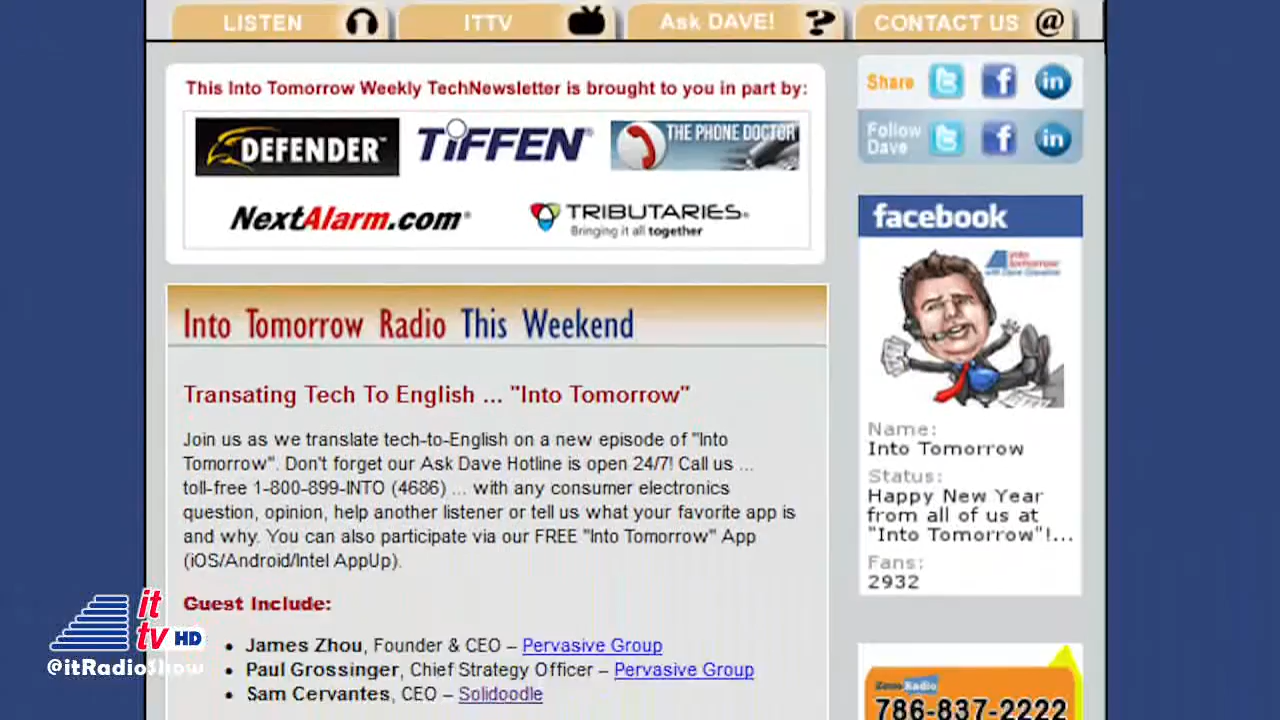 LISTEN
ITTV
Ask DAVE!
CONTACT US @
This Into Tomorrow Weekly TechNewsletter is brought to you in part by:
DEFENDER™
TiFFEN®
THE PHONE DOCTOR
NextAlarm.com®
TRIBUTARIES®
Bringing it all together
Into Tomorrow Radio This Weekend
Transating Tech To English ... "Into Tomorrow"
Join us as we translate tech-to-English on a new episode of "Into
Tomorrow". Don't forget our Ask Dave Hotline is open 24/7! Call us ...
toll-free 1-800-899-INTO (4686) ... with any consumer electronics
question, opinion, help another listener or tell us what your favorite app is
and why. You can also participate via our FREE "Into Tomorrow" App
(iOS/Android/Intel AppUp).
Guest Include:
• James Zhou, Founder & CEO – Pervasive Group
• Paul Grossinger, Chief Strategy Officer – Pervasive Group
• Sam Cervantes, CEO – Solidoodle
Share
Follow
Dave
facebook
into
Tomorrow
Name:
Into Tomorrow
Status:
Happy New Year
from all of us at
"Into Tomorrow"!...
Fans:
2932
Radio
786-837-2222
it
tv HD
@itRadioShow